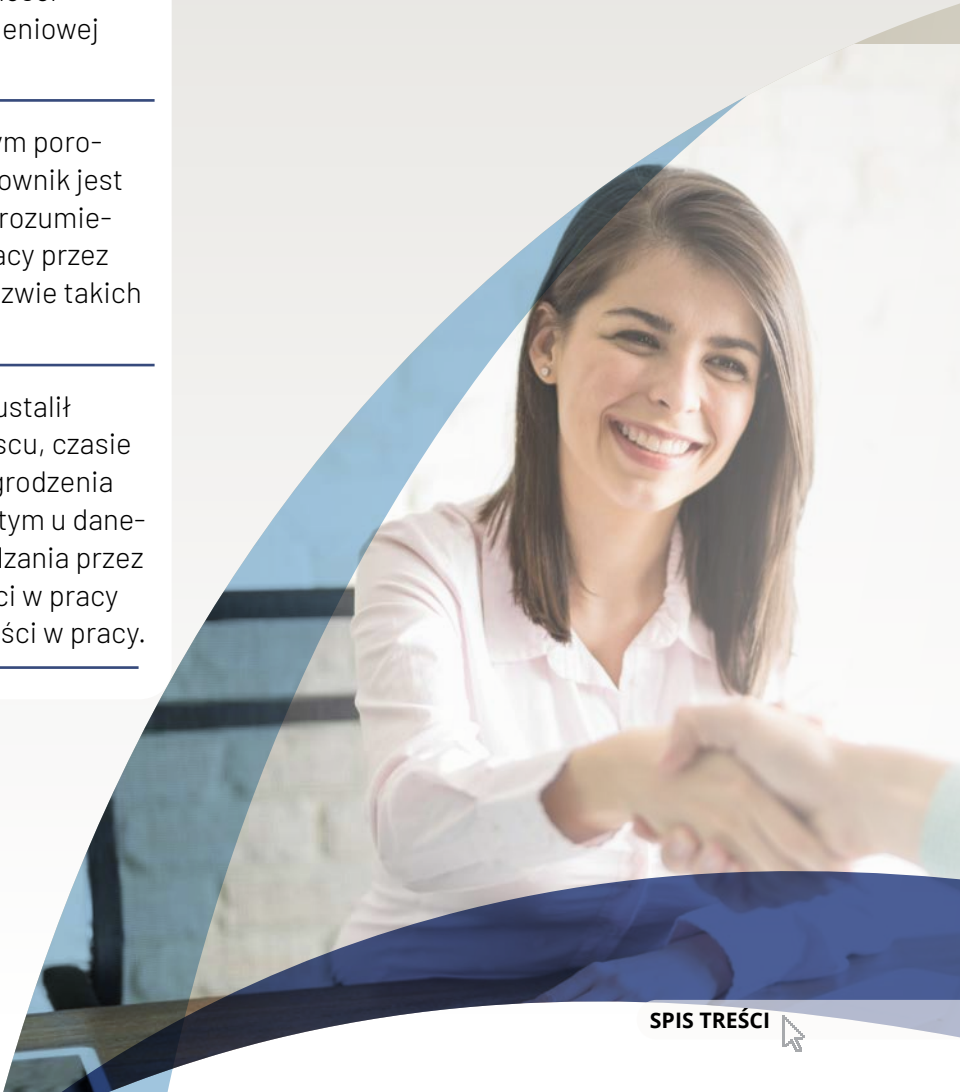 eniowej
ym poro-
ownik jest
rozumie-
acy przez
zwie takich
ustalił
scu, czasie
grodzenia
tym u dane-
dzania przez
ci w pracy
ści w pracy.
SPIS TREŚCI